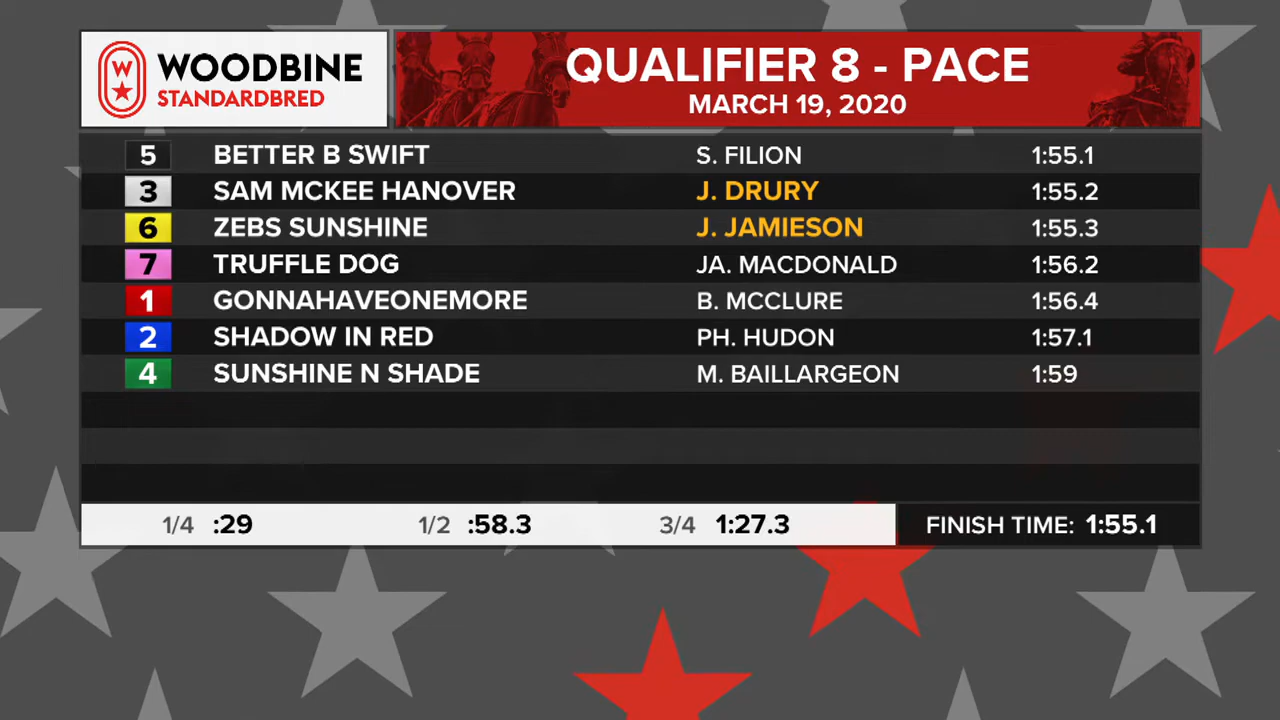 W
WOODBINE
STANDARDBRED
QUALIFIER 8 - PACE
MARCH 19, 2020
5 BETTER B SWIFT S. FILION 1:55.1
3 SAM MCKEE HANOVER J. DRURY 1:55.2
6 ZEBS SUNSHINE J. JAMIESON 1:55.3
7 TRUFFLE DOG JA. MACDONALD 1:56.2
1 GONNAHAVEONEMORE B. MCCLURE 1:56.4
2 SHADOW IN RED PH. HUDON 1:57.1
4 SUNSHINE N SHADE M. BAILLARGEON 1:59
1/4 :29 1/2 :58.3 3/4 1:27.3 FINISH TIME: 1:55.1